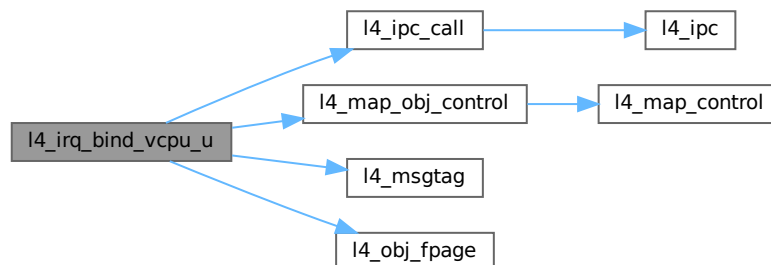 l4_ipc_call
l4_ipc
l4_map_obj_control
l4_map_control
l4_irq_bind_vcpu_u
l4_msgtag
l4_obj_fpage